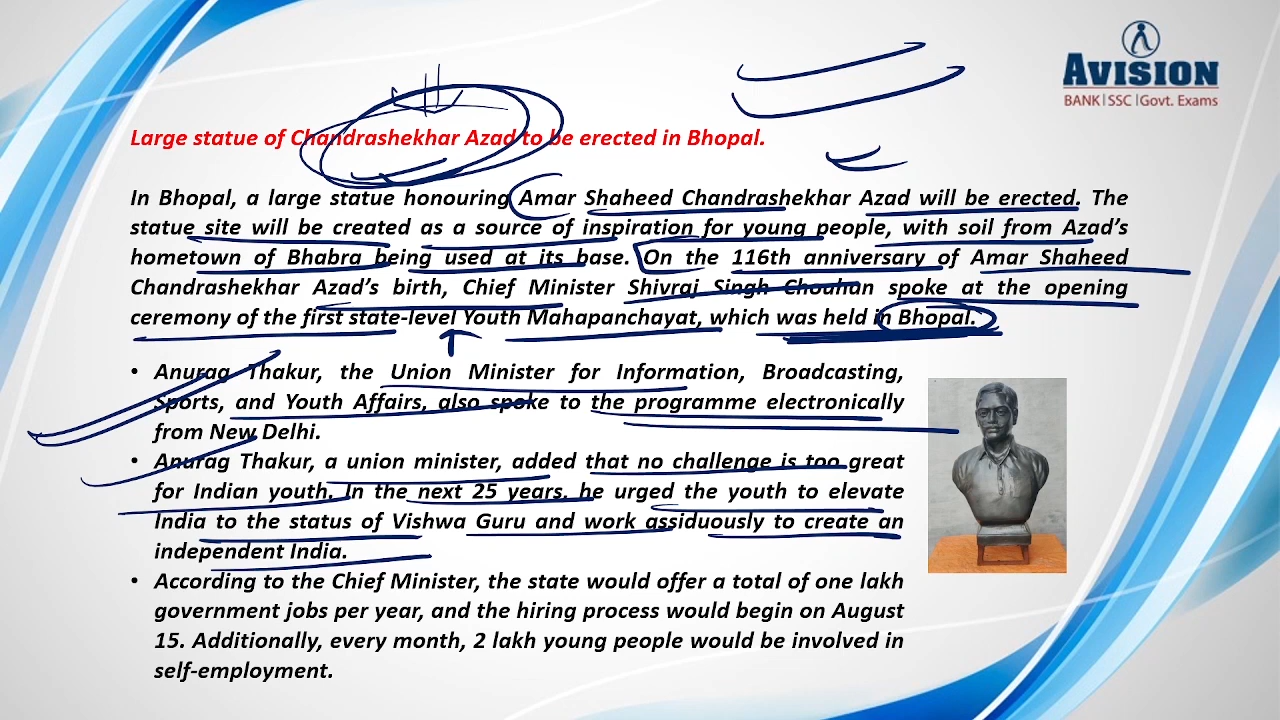 AVISION
BANK|SSC|Govt. Exams
Large statue of Chandrashekhar Azad to be erected in Bhopal.
In Bhopal, a large statue honouring Amar Shaheed Chandrashekhar Azad will be erected. The
statue site will be created as a source of inspiration for young people, with soil from Azad's
hometown of Bhabra being used at its base. On the 116th anniversary of Amar Shaheed
Chandrashekhar Azad's birth, Chief Minister Shivraj Singh Chouhan spoke at the opening
ceremony of the first state-level Youth Mahapanchayat, which was held in Bhopal.
• Anurag Thakur, the Union Minister for Information, Broadcasting,
Sports, and Youth Affairs, also spoke to the programme electronically
from New Delhi.
• Anurag Thakur, a union minister, added that no challenge is too great
for Indian youth. In the next 25 years, he urged the youth to elevate
India to the status of Vishwa Guru and work assiduously to create an
independent India.
• According to the Chief Minister, the state would offer a total of one lakh
government jobs per year, and the hiring process would begin on August
15. Additionally, every month, 2 lakh young people would be involved in
self-employment.